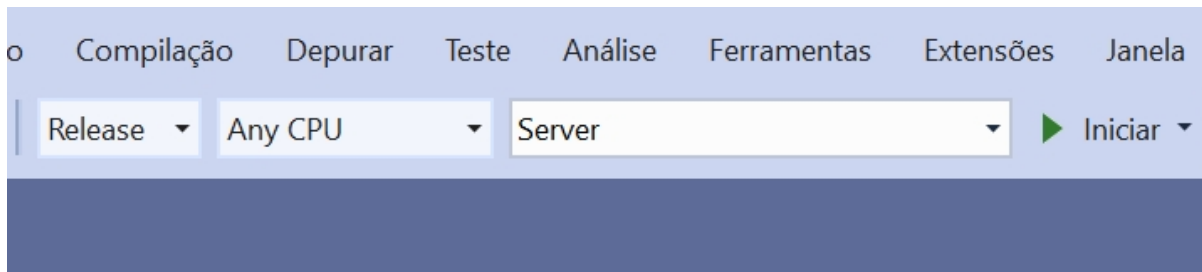 o Compilação Depurar Teste Análise Ferramentas Extensões Janela
Release Any CPU Server Iniciar